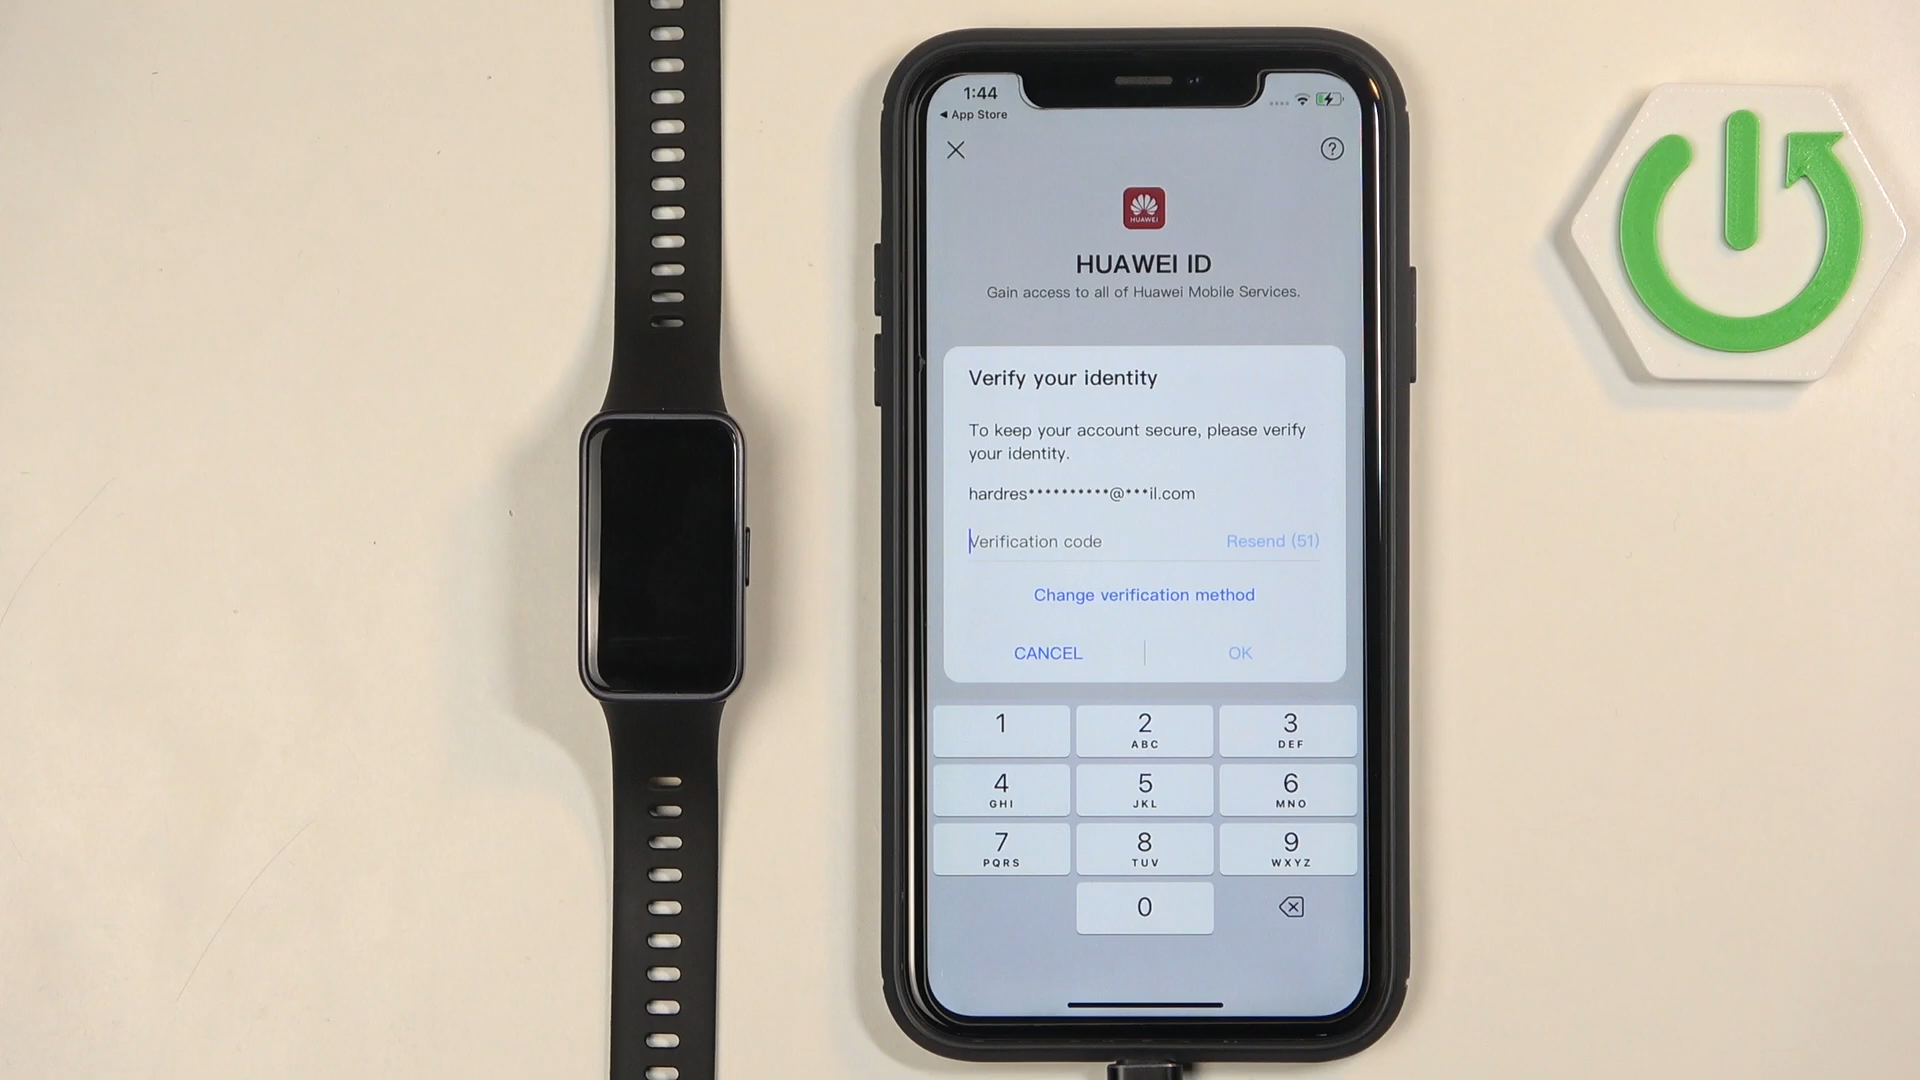 1:44
◀ App Store
HUAWEI
HUAWEI ID
Gain access to all of Huawei Mobile Services.
Verify your identity
To keep your account secure, please verify
your identity.
hardres**********@***il.com
Verification code Resend (51)
Change verification method
CANCEL OK
1 2 3
ABC DEF
4 5 6
GHI JKL MNO
7 8 9
PQRS TUV WXYZ
0